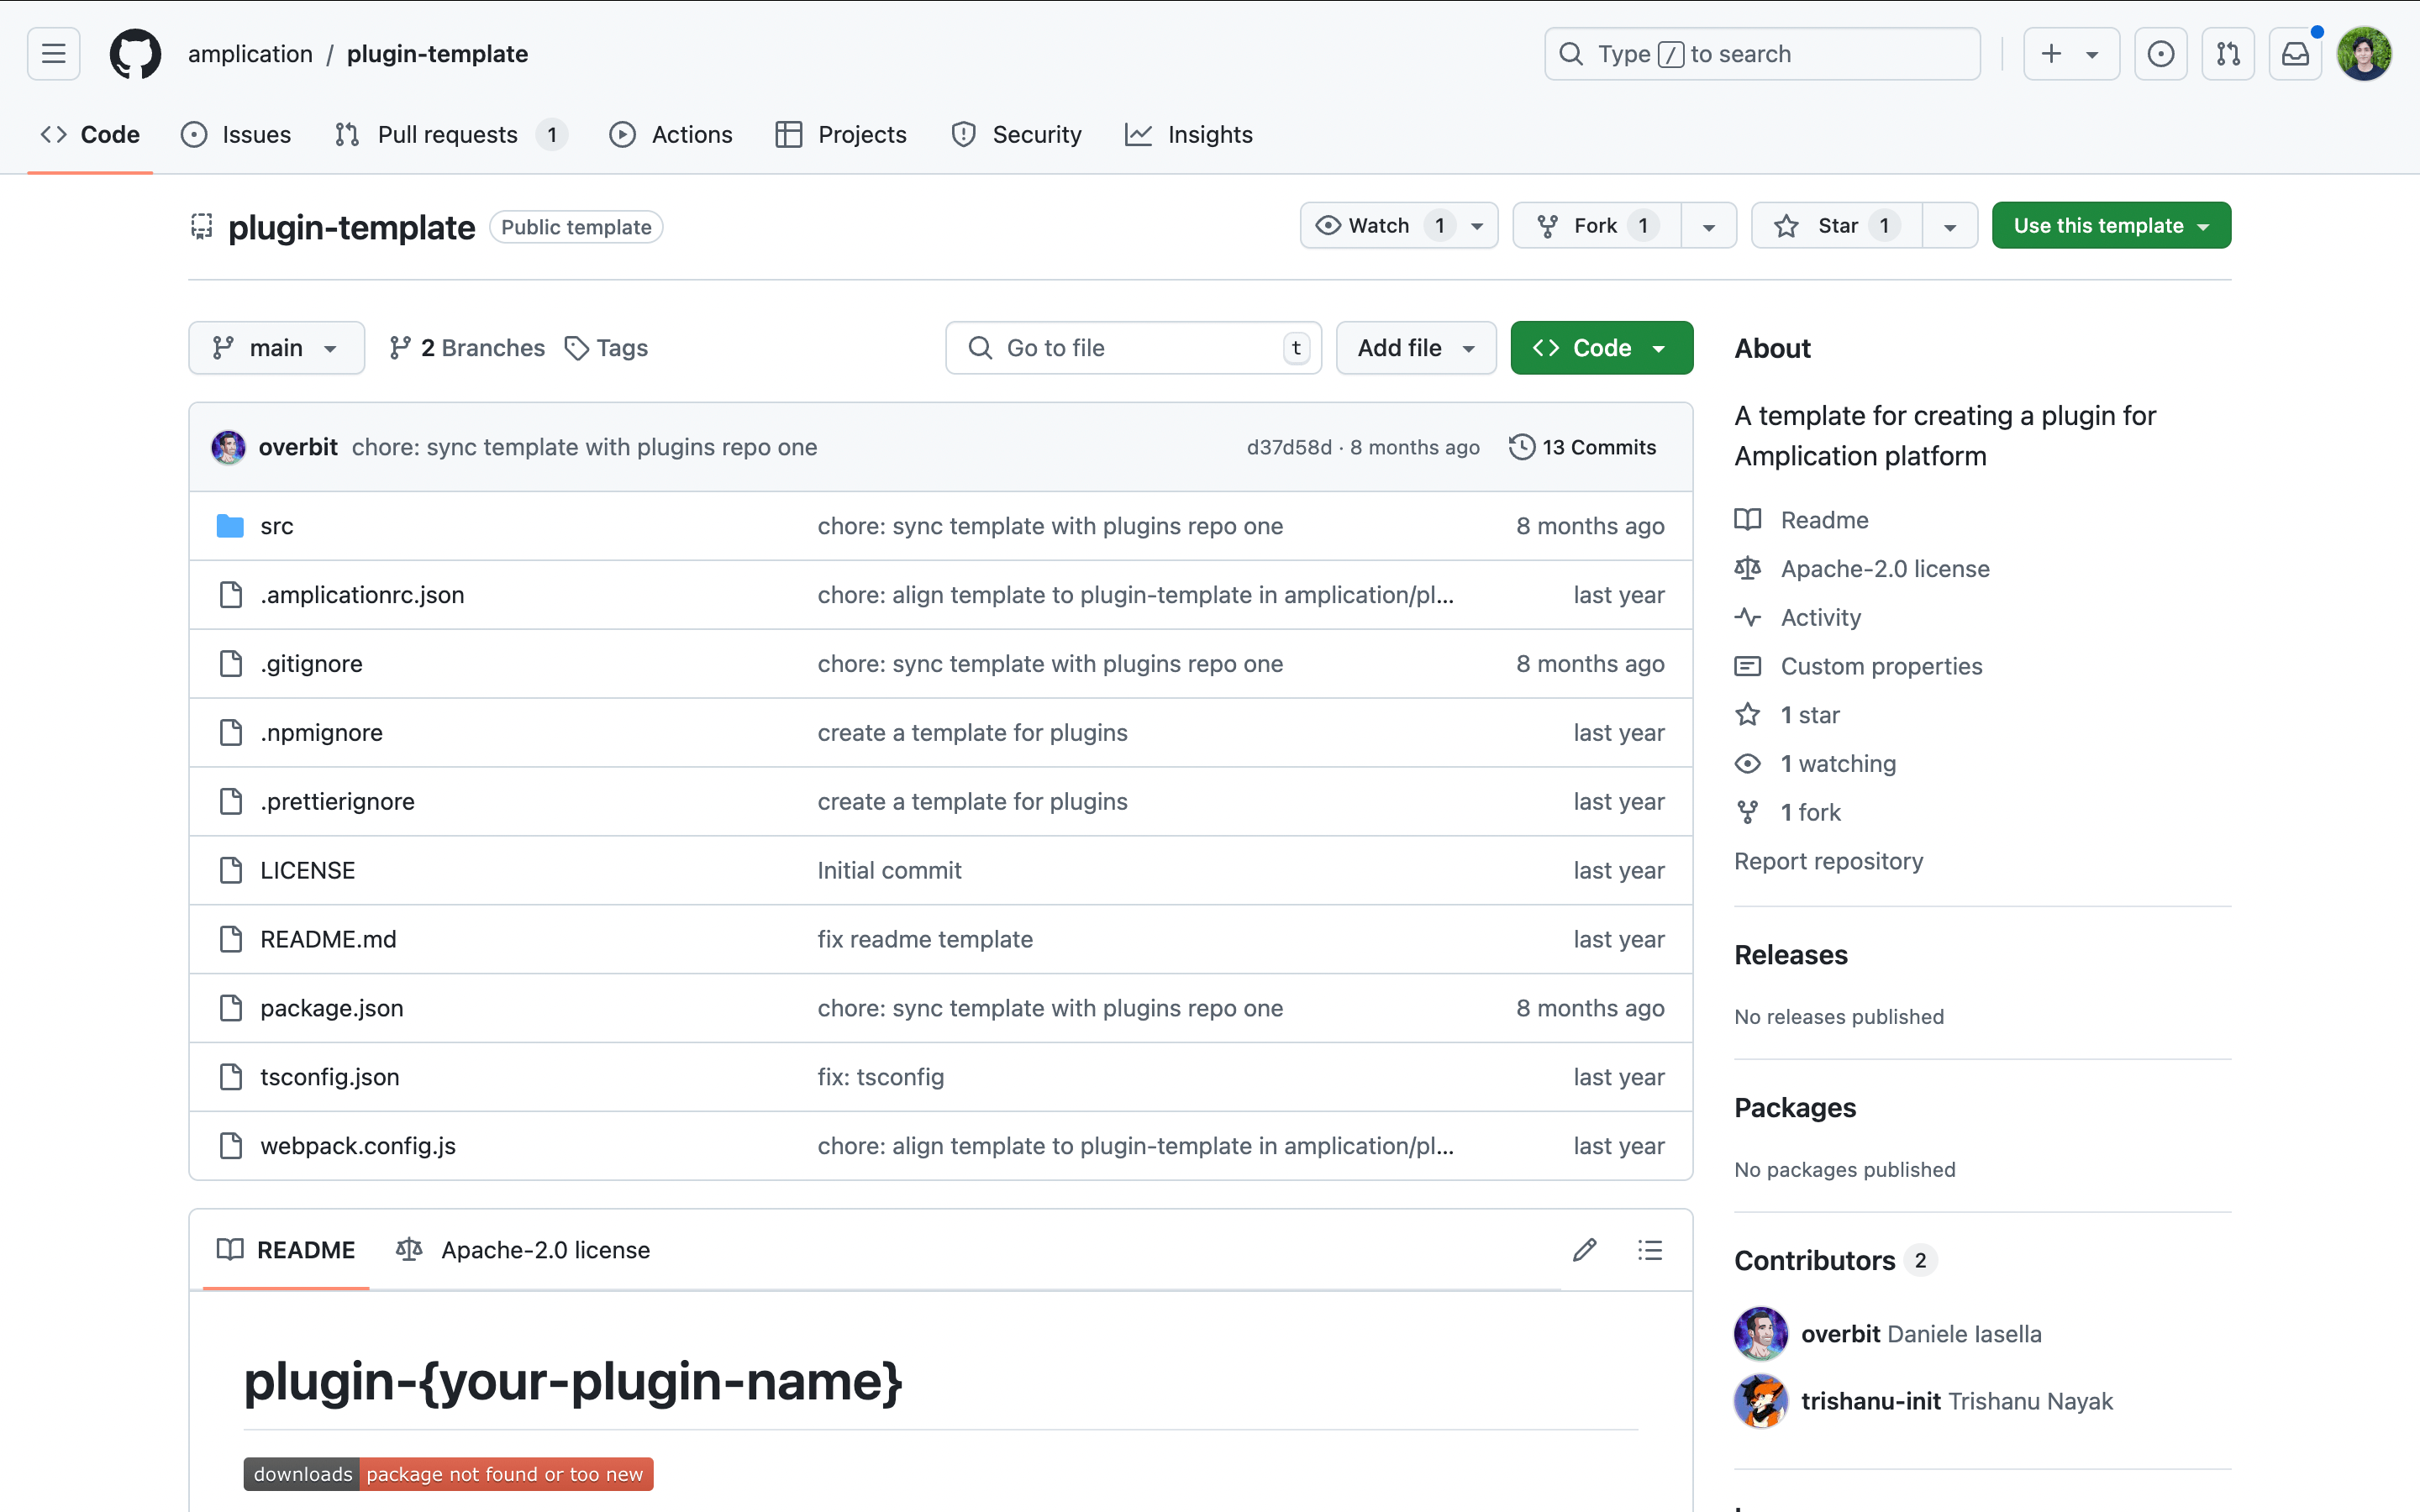 amplication / plugin-template
Type / to search
Code
Issues
Pull requests 1
Actions
Projects
Security
Insights
plugin-template Public template
Watch 1
Fork 1
Star 1
Use this template
main
2 Branches
Tags
Go to file t
Add file
Code
overbit chore: sync template with plugins repo one d37d58d · 8 months ago 13 Commits
src chore: sync template with plugins repo one 8 months ago
.amplicationrc.json chore: align template to plugin-template in amplication/pl... last year
.gitignore chore: sync template with plugins repo one 8 months ago
.npmignore create a template for plugins last year
.prettierignore create a template for plugins last year
LICENSE Initial commit last year
README.md fix readme template last year
package.json chore: sync template with plugins repo one 8 months ago
tsconfig.json fix: tsconfig last year
webpack.config.js chore: align template to plugin-template in amplication/pl... last year
README
Apache-2.0 license
plugin-{your-plugin-name}
downloads package not found or too new
About
A template for creating a plugin for
Amplication platform
Readme
Apache-2.0 license
Activity
Custom properties
1 star
1 watching
1 fork
Report repository
Releases
No releases published
Packages
No packages published
Contributors 2
overbit Daniele Iasella
trishanu-init Trishanu Nayak